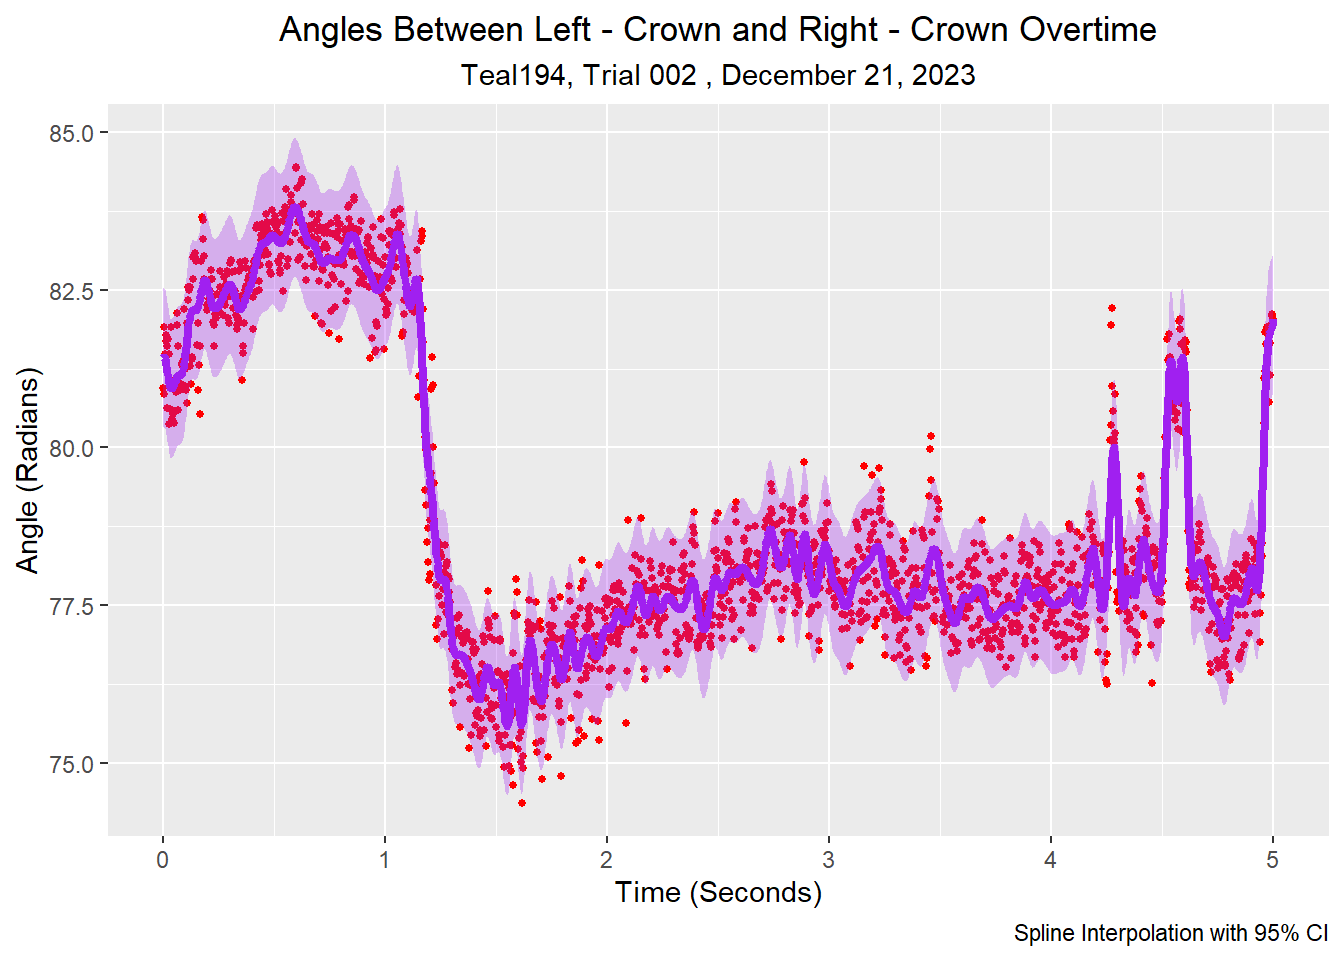 Angles Between Left - Crown and Right - Crown Overtime
Teal194, Trial 002 , December 21, 2023
85.0
82.5
80.0
77.5
75.0
Angle (Radians)
0 1 2 3 4 5
Time (Seconds)
Spline Interpolation with 95% CI